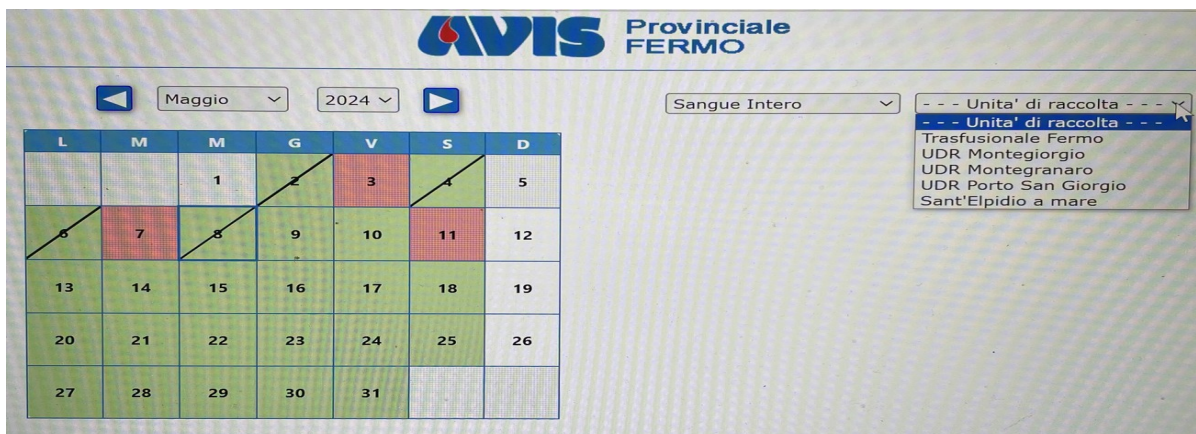 AVIS Provinciale
FERMO
Maggio 2024 Sangue Intero - - - Unita' di raccolta - - -
- - - Unita' di raccolta - - -
Trasfusionale Fermo
UDR Montegiorgio
UDR Montegranaro
UDR Porto San Giorgio
Sant'Elpidio a mare
L M M G V S D
1 2 3 4 5
6 7 8 9 10 11 12
13 14 15 16 17 18 19
20 21 22 23 24 25 26
27 28 29 30 31